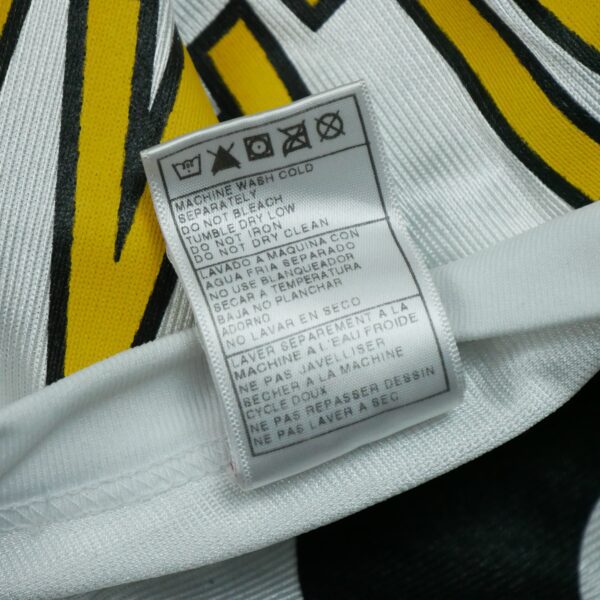 MACHINE WASH COLD
SEPARATELY
DO NOT BLEACH
TUMBLE DRY LOW
DO NOT IRON
DO NOT DRY CLEAN
LAVADO A MAQUINA CON
AGUA FRIA SEPARADO
NO USE BLANQUEADOR
SECAR A TEMPERATURA
BAJA NO PLANCHAR
ADORNO
NO LAVAR EN SECO
LAVER SEPAREMENT A LA
MACHINE A L'EAU FROIDE
NE PAS JAVELLISER
SECHER A LA MACHINE
CYCLE DOUX
NE PAS REPASSER DESSIN
NE PAS LAVER A SEC